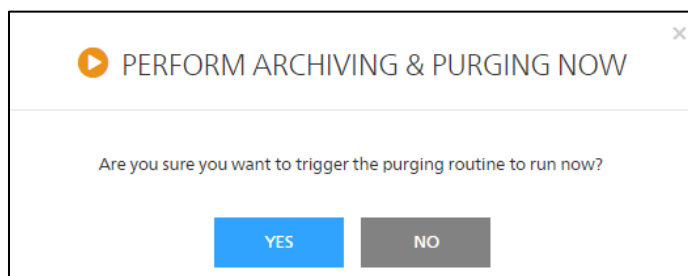 ×
PERFORM ARCHIVING & PURGING NOW
Are you sure you want to trigger the purging routine to run now?
YES NO